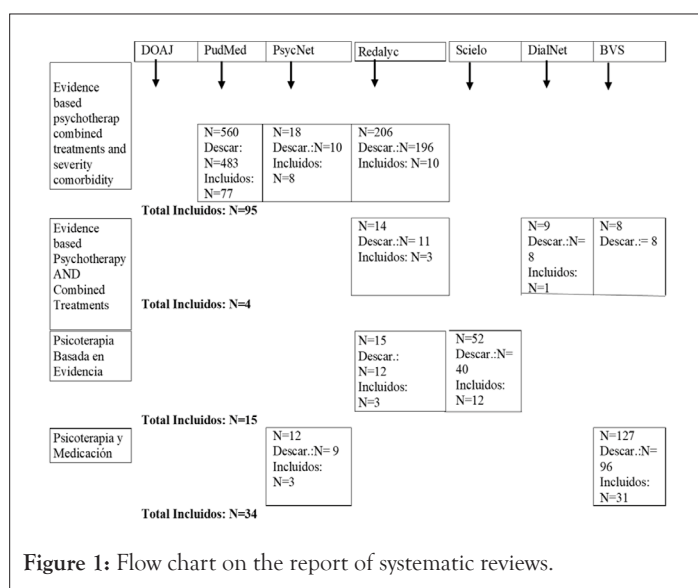 DOAJ PudMed PsycNet Redalyc Scielo DialNet BVS
Evidence
based
psychotherap
combined
treatments and
severity
comorbidity
N=560
Descar:
N=483
Incluidos:
N=77
N=18
Descar.:N=10
Incluidos:
N=8
N=206
Descar.:N=196
Incluidos: N=10
Total Incluidos: N=95
Evidence
based
Psychotherapy
AND
Combined
Treatments
N=14
Descar.:N= 11
Incluidos: N=3
N=9
Descar.:N=
8
Incluidos:
N=1
N=8
Descar.:= 8
Total Incluidos: N=4
Psicoterapia
Basada en
Evidencia
N=15
Descar.:
N=12
Incluidos:
N=3
N=52
Descar.:N=
40
Incluidos:
N=12
Total Incluidos: N=15
Psicoterapia y
Medicación
N=12
Descar.:N= 9
Incluidos:
N=3
N=127
Descar.:N=
96
Incluidos:
N=31
Total Incluidos: N=34
Figure 1: Flow chart on the report of systematic reviews.